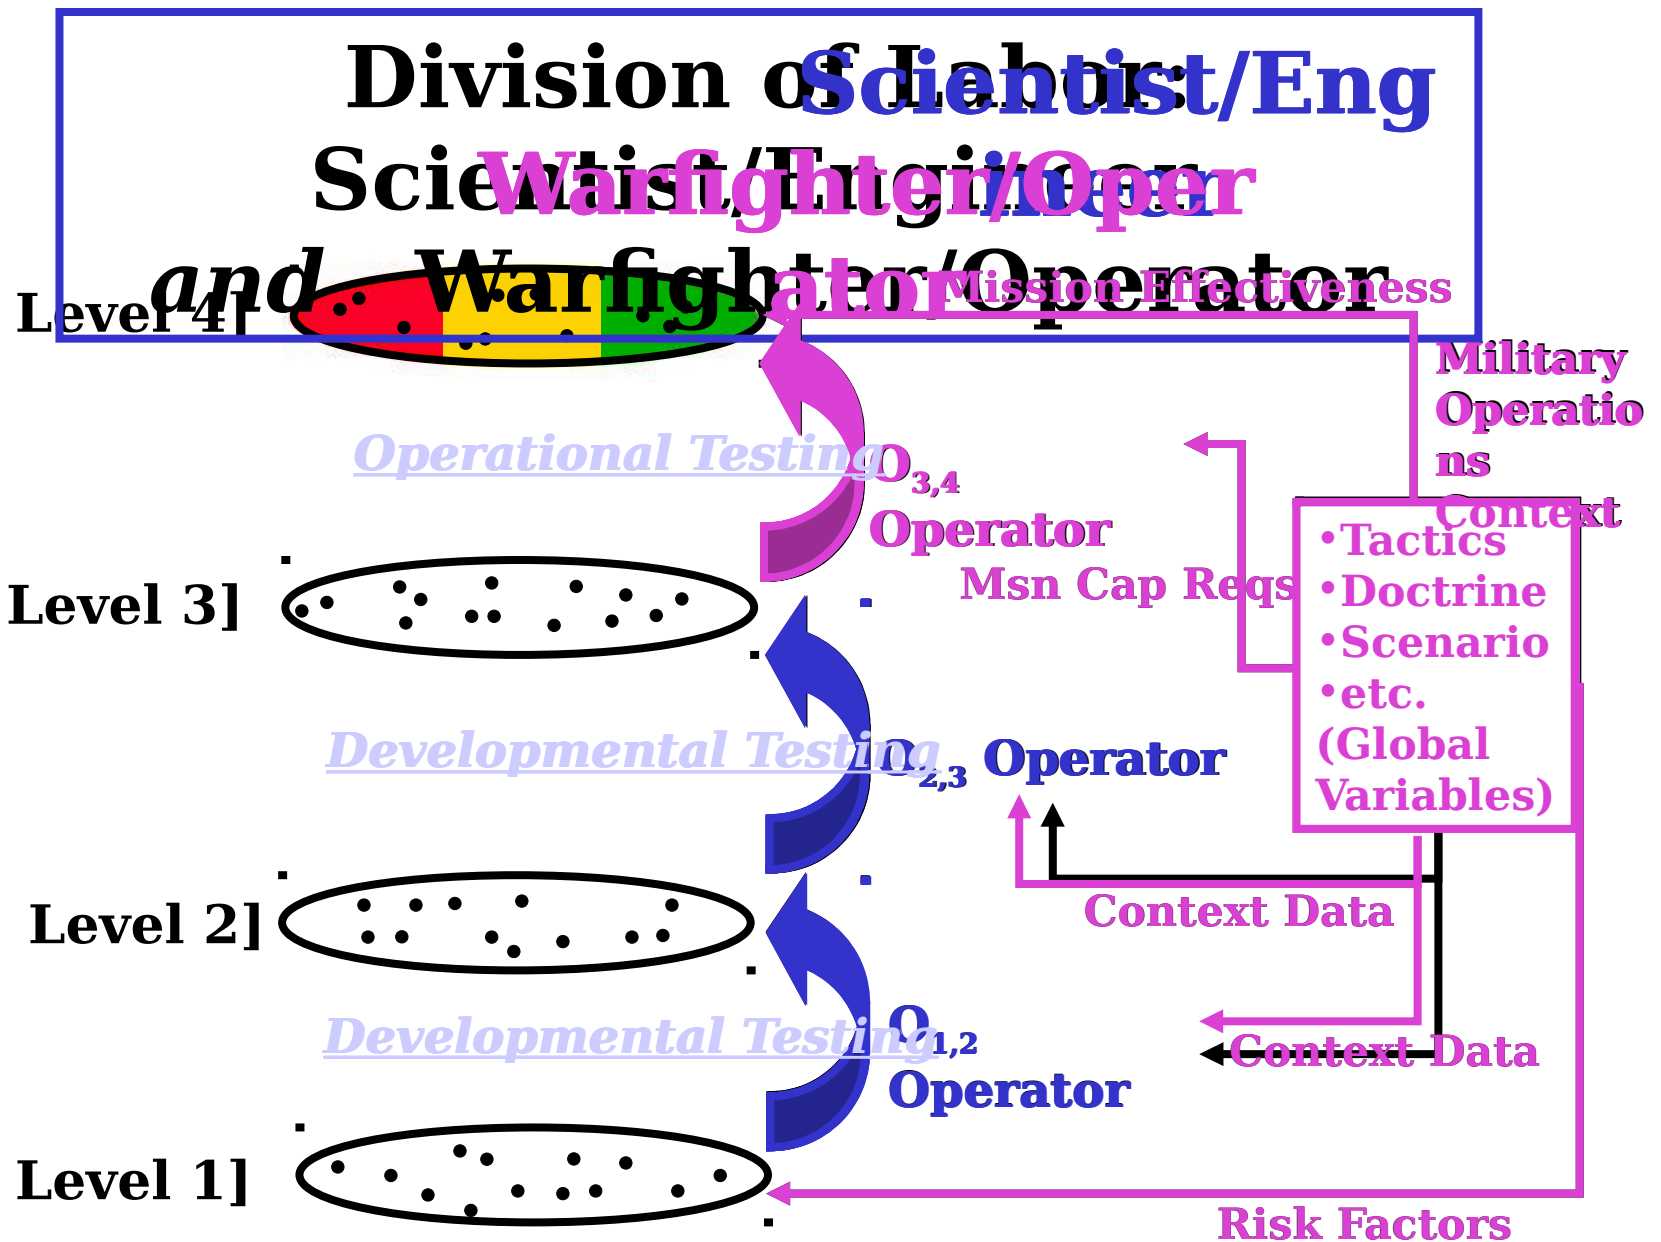 Division of Labor:
Scientist/Engineer
and Warfighter/Operator
Scientist/Eng
ineer
Warfighter/Oper
ator
Level 4]
Mission Effectiveness
Military
Operatio
ns
Context
Operational Testing
O3,4
Operator
Msn Cap Reqs
•Tactics
•Doctrine
•Scenario
•etc.
(Global
Variables)
Level 3]
Developmental Testing
O2,3 Operator
Context Data
Level 2]
Developmental Testing
O1,2
Operator
Context Data
Level 1]
Risk Factors